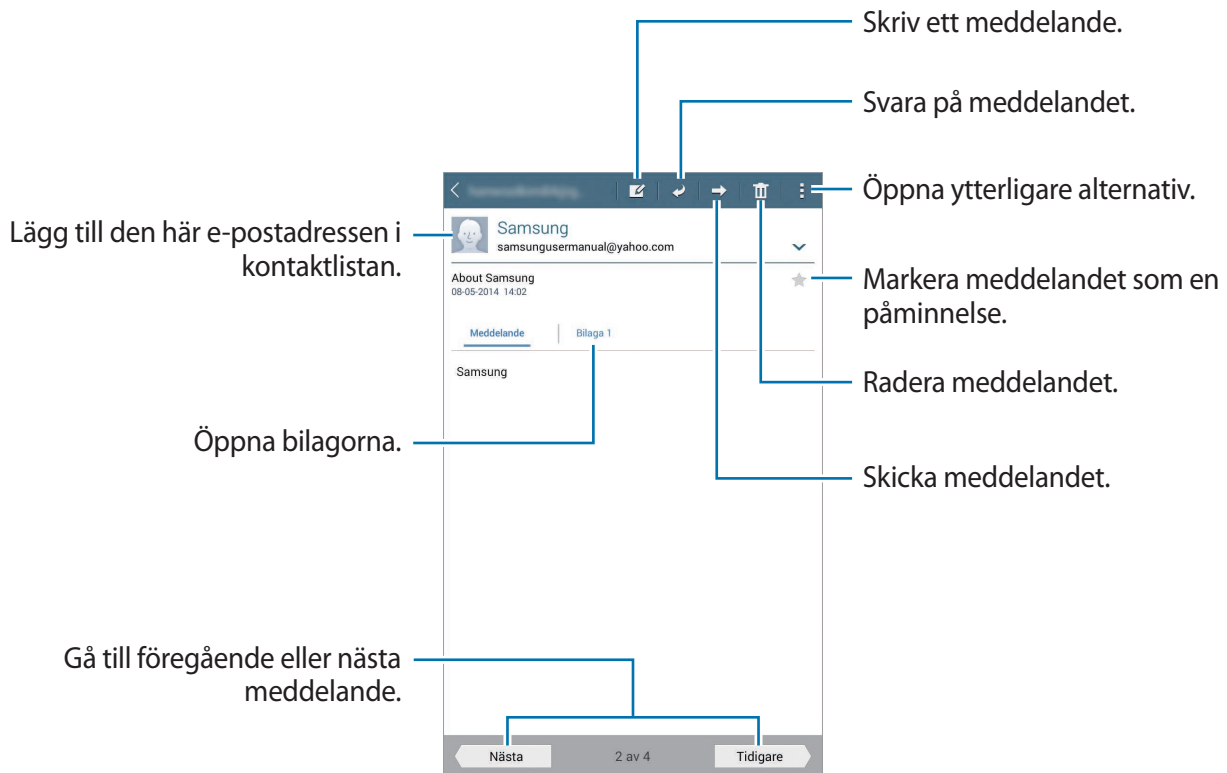 Skriv ett meddelande.
Svara på meddelandet.
Öppna ytterligare alternativ.
Lägg till den här e-postadressen i
kontaktlistan.
Samsung
samsungusermanual@yahoo.com
About Samsung
08-05-2014 14:02
Markera meddelandet som en
påminnelse.
Meddelande
Bilaga 1
Samsung
Radera meddelandet.
Öppna bilagorna.
Skicka meddelandet.
Gå till föregående eller nästa
meddelande.
Nästa
2 av 4
Tidigare